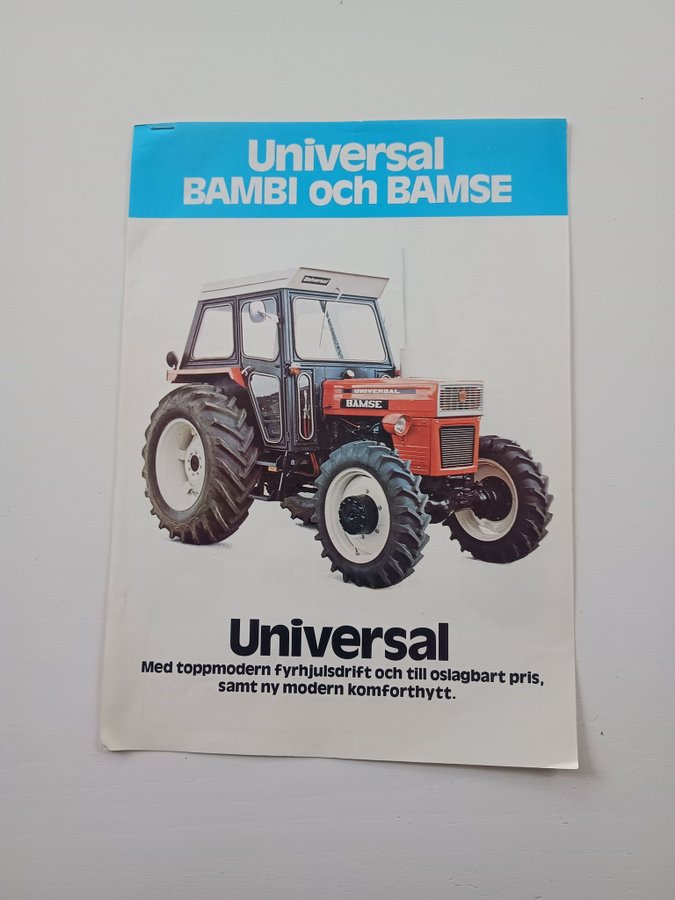 Universal
BAMBI och BAMSE
Universal
UNIVERSAL
BAMSE
Universal
Med toppmodern fyrhjulsdrift och till oslagbart pris,
samt ny modern komforthytt.